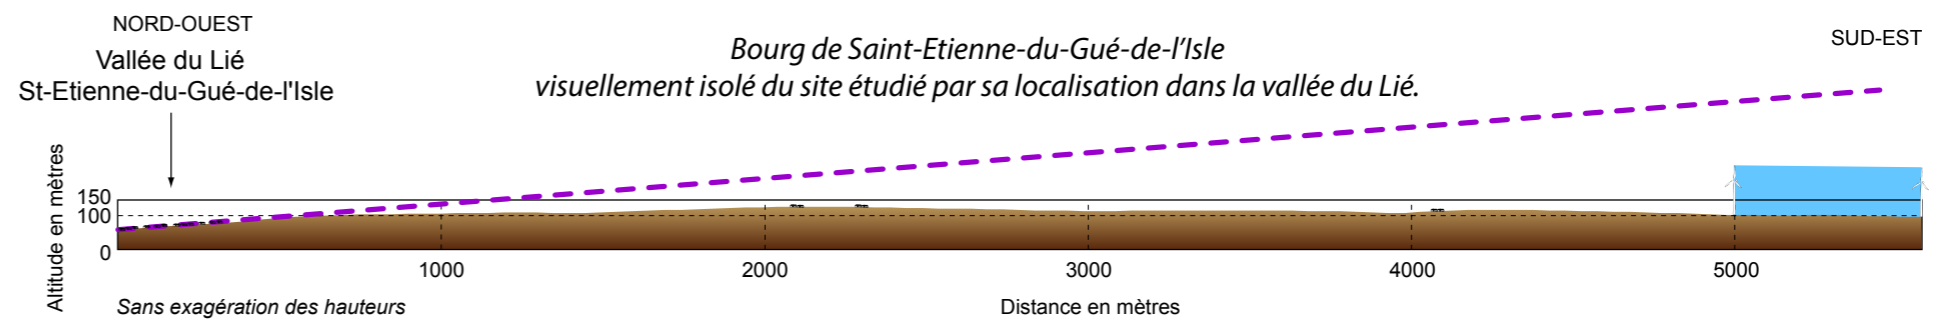 NORD-OUEST
Vallée du Lié
St-Etienne-du-Gué-de-l'Isle
Bourg de Saint-Etienne-du-Gué-de-l’Isle
visuellement isolé du site étudié par sa localisation dans la vallée du Lié.
SUD-EST
Altitude en mètres
150
100
0
1000 2000 3000 4000 5000
Sans exagération des hauteurs
Distance en mètres